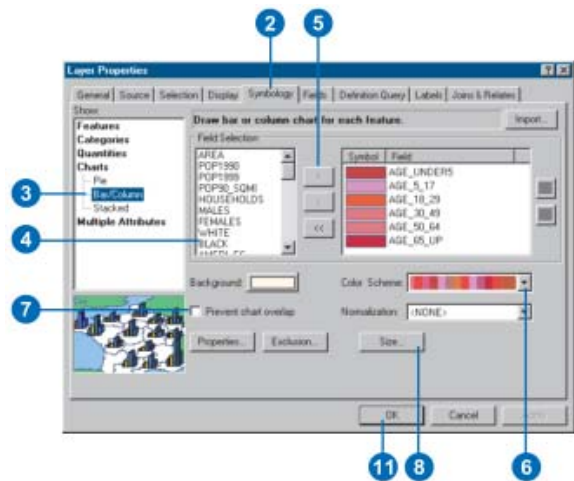 2
5
Layer Properties
General Source Selection Display Symbology Fields Definition Query Labels Joins & Relates
Show:
Features
Categories
Quantities
Charts
Pie
Bar/Column
Stacked
Multiple Attributes
Draw bar or column chart for each feature.
Import...
Field Selection
AREA
POP1990
POP1999
POP90_SQMI
HOUSEHOLDS
MALES
FEMALES
WHITE
BLACK
Symbol Field
AGE_UNDER5
AGE_5_17
AGE_18_29
AGE_30_49
AGE_50_64
AGE_65_UP
>
<<
3
4
Background:
Color Scheme:
7
Prevent chart overlap
Normalization: <NONE>
Properties...
Exclusion...
Size...
OK
Cancel
Apply
11
8
6